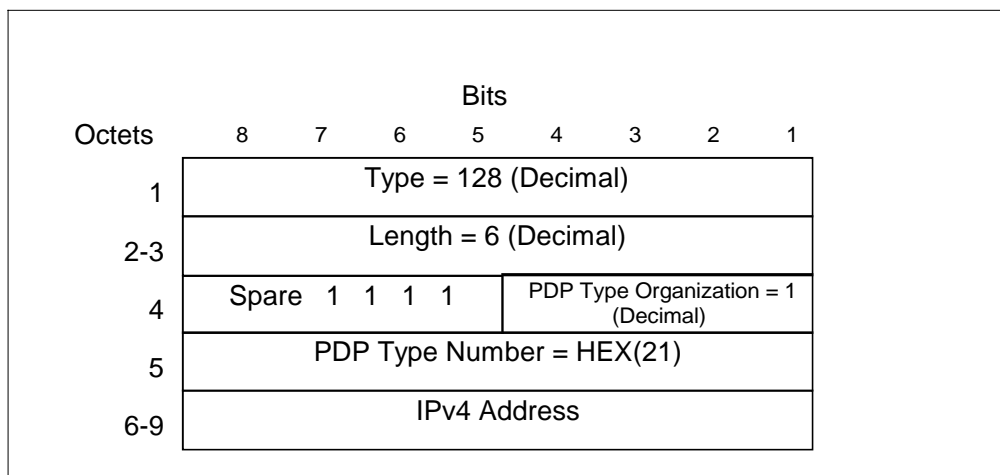 Bits
Octets 8 7 6 5 4 3 2 1
1 Type = 128 (Decimal)
2-3 Length = 6 (Decimal)
4 Spare 1 1 1 1 PDP Type Organization = 1
(Decimal)
5 PDP Type Number = HEX(21)
6-9 IPv4 Address